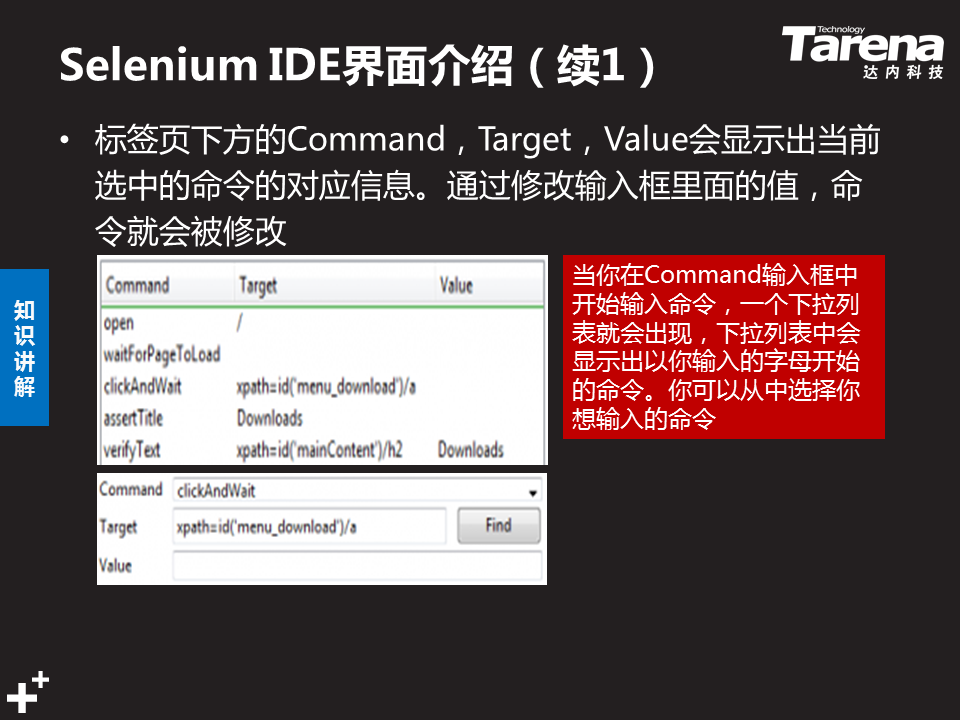 Selenium IDE界面介绍（续1）
Technology
Tarena
达内科技
• 标签页下方的Command，Target，Value会显示出当前
选中的命令的对应信息。通过修改输入框里面的值，命
令就会被修改
知
识
讲
解
Command Target Value
open /
waitForPageToLoad
clickAndWait xpath=id('menu_download')/a
assertTitle Downloads
verifyText xpath=id('mainContent')/h2 Downloads
当你在Command输入框中
开始输入命令，一个下拉列
表就会出现，下拉列表中会
显示出以你输入的字母开始
的命令。你可以从中选择你
想输入的命令
Command clickAndWait
Target xpath=id('menu_download')/a Find
Value